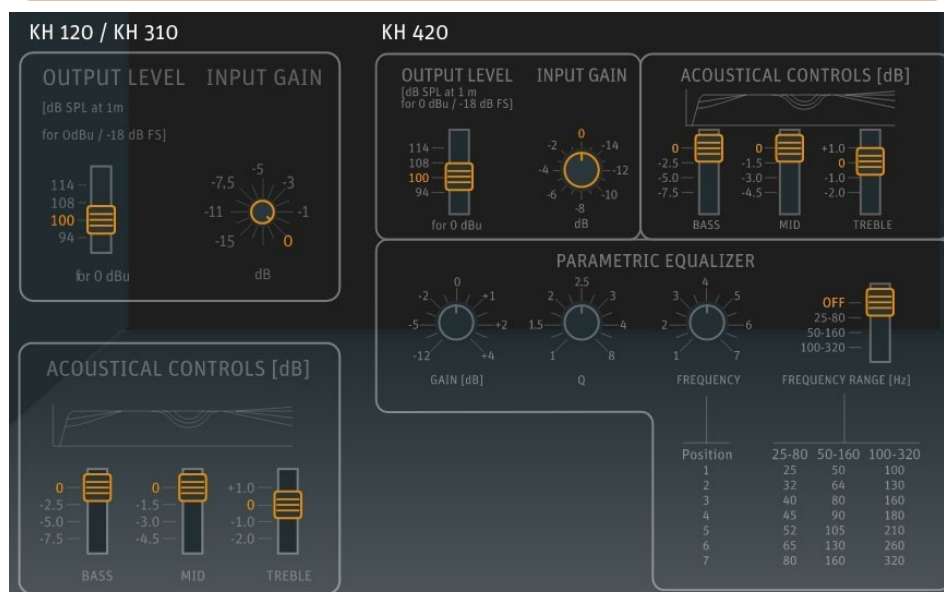 KH 120 / KH 310
OUTPUT LEVEL INPUT GAIN
[dB SPL at 1m
for 0dBu / -18 dB FS]
114
108
100
94
for 0 dBu
-5
-7,5 -3
-11 -1
-15 0
dB
ACOUSTICAL CONTROLS [dB]
0
-2.5
-5.0
-7.5
BASS
0
-1.5
-3.0
-4.5
MID
+1.0
0
-1.0
-2.0
TREBLE
KH 420
OUTPUT LEVEL INPUT GAIN
[dB SPL at 1 m
for 0 dBu / -18 dB FS]
114
108
100
94
for 0 dBu
0
-2 -14
-4 -12
-6 -10
-8
dB
ACOUSTICAL CONTROLS [dB]
0
-2.5
-5.0
-7.5
BASS
0
-1.5
-3.0
-4.5
MID
+1.0
0
-1.0
-2.0
TREBLE
PARAMETRIC EQUALIZER
0
-2 +1
-5 +2
-12 +4
GAIN [dB]
2.5
2 3
1.5 4
1 8
Q
4
3 5
2 6
1 7
FREQUENCY
OFF
25-80
50-160
100-320
FREQUENCY RANGE [Hz]
Position 25-80 50-160 100-320
1 25 50 100
2 32 64 130
3 40 80 160
4 45 90 180
5 52 105 210
6 65 130 260
7 80 160 320